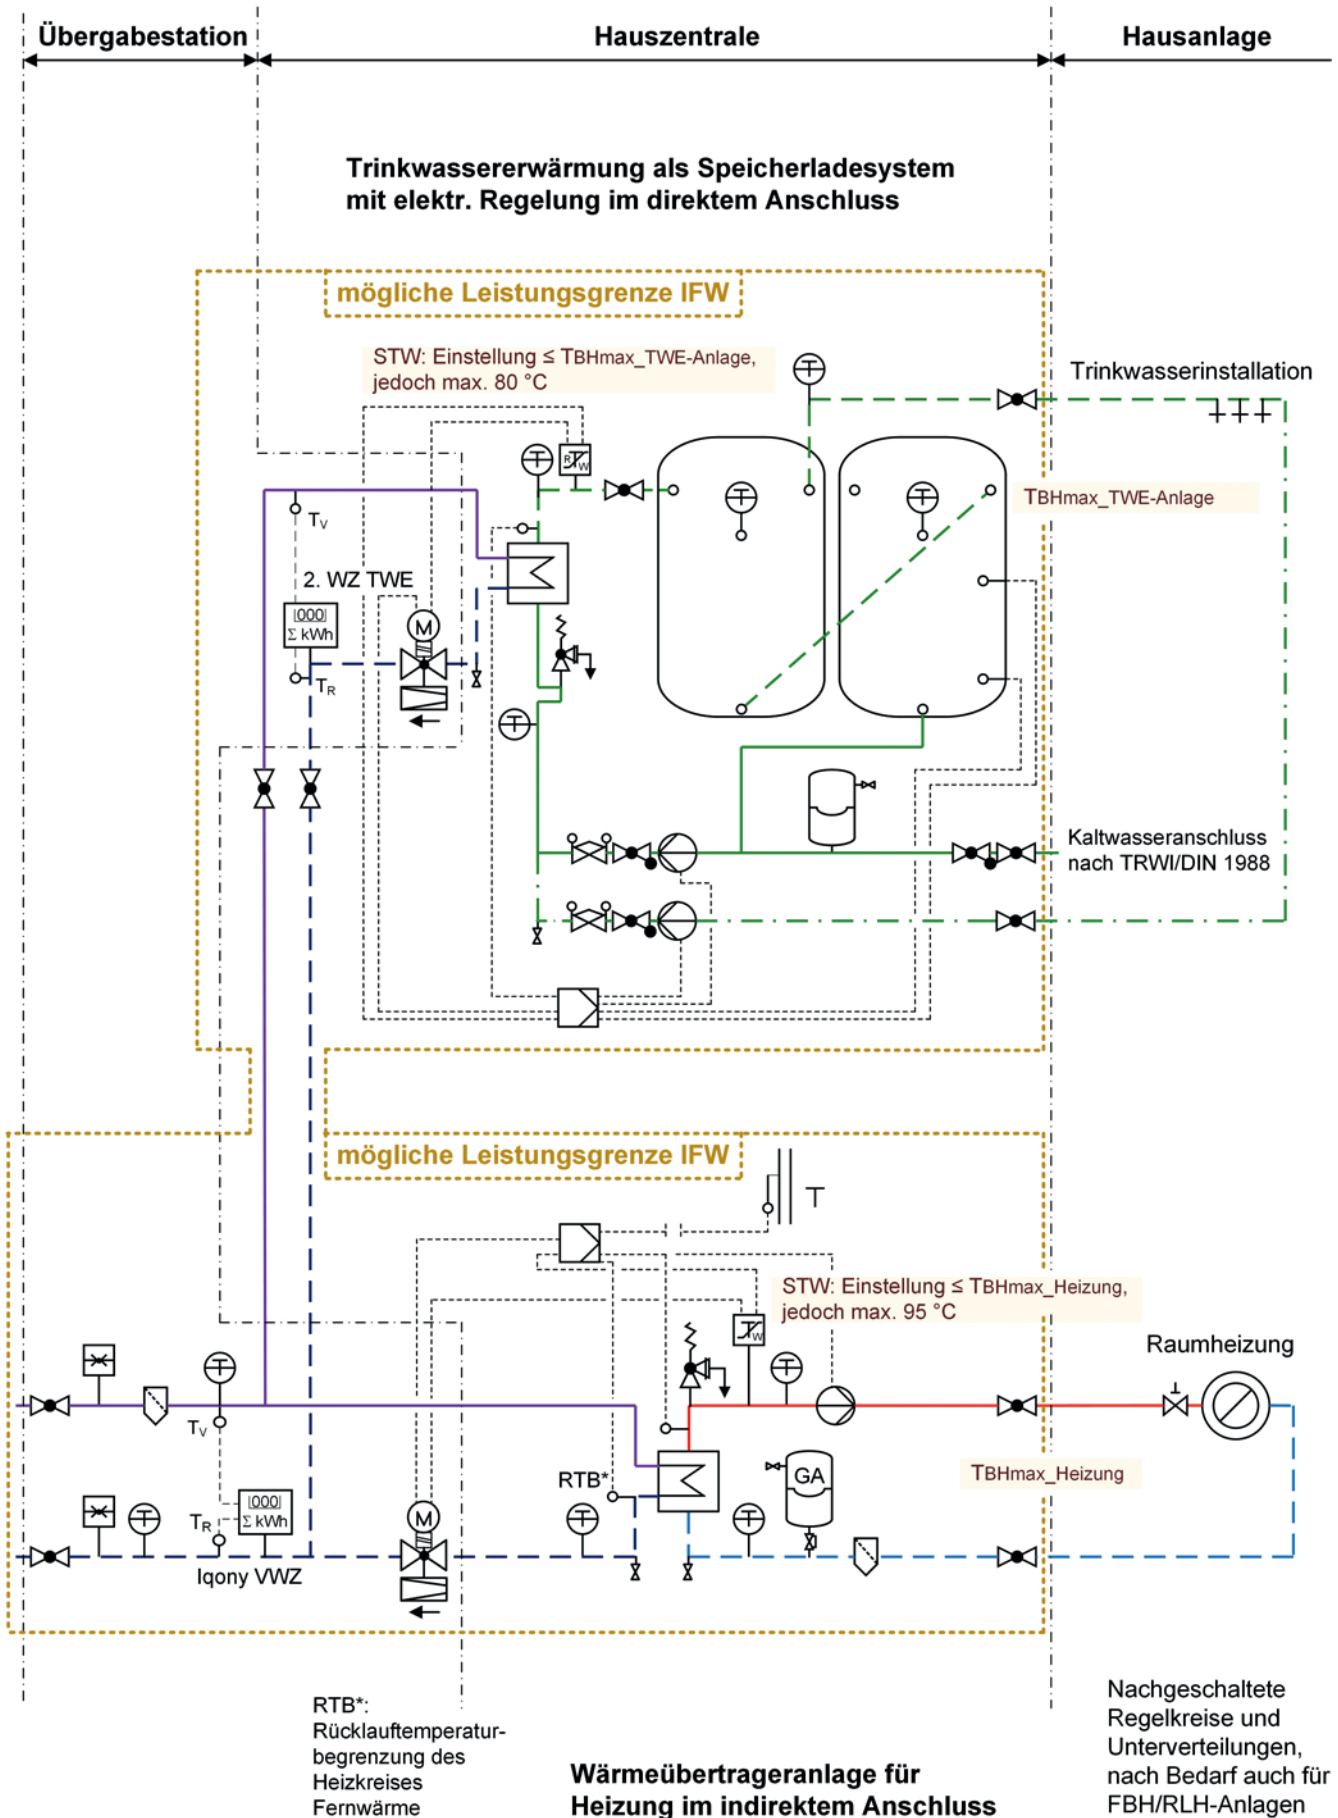 Übergabestation
Hauszentrale
Hausanlage
Trinkwassererwärmung als Speicherladesystem
mit elektr. Regelung im direktem Anschluss
mögliche Leistungsgrenze IFW
STW: Einstellung ≤ TBHmax_TWE-Anlage,
jedoch max. 80 °C
Trinkwasserinstallation
T
T
R T W
T
T
TBHmax_TWE-Anlage
TV
2. WZ TWE
|000|
Σ kWh
M
TR
T
Kaltwasseranschluss
nach TRWI/DIN 1988
mögliche Leistungsgrenze IFW
T
STW: Einstellung ≤ TBHmax_Heizung,
jedoch max. 95 °C
T W
Raumheizung
T
T
TV
RTB*
GA
TBHmax_Heizung
|000|
Σ kWh
TR
M
T
T
T
Iqony VWZ
RTB*:
Rücklauftemperatur-
begrenzung des
Heizkreises
Fernwärme
Wärmeübertrageranlage für
Heizung im indirektem Anschluss
Nachgeschaltete
Regelkreise und
Unterverteilungen,
nach Bedarf auch für
FBH/RLH-Anlagen